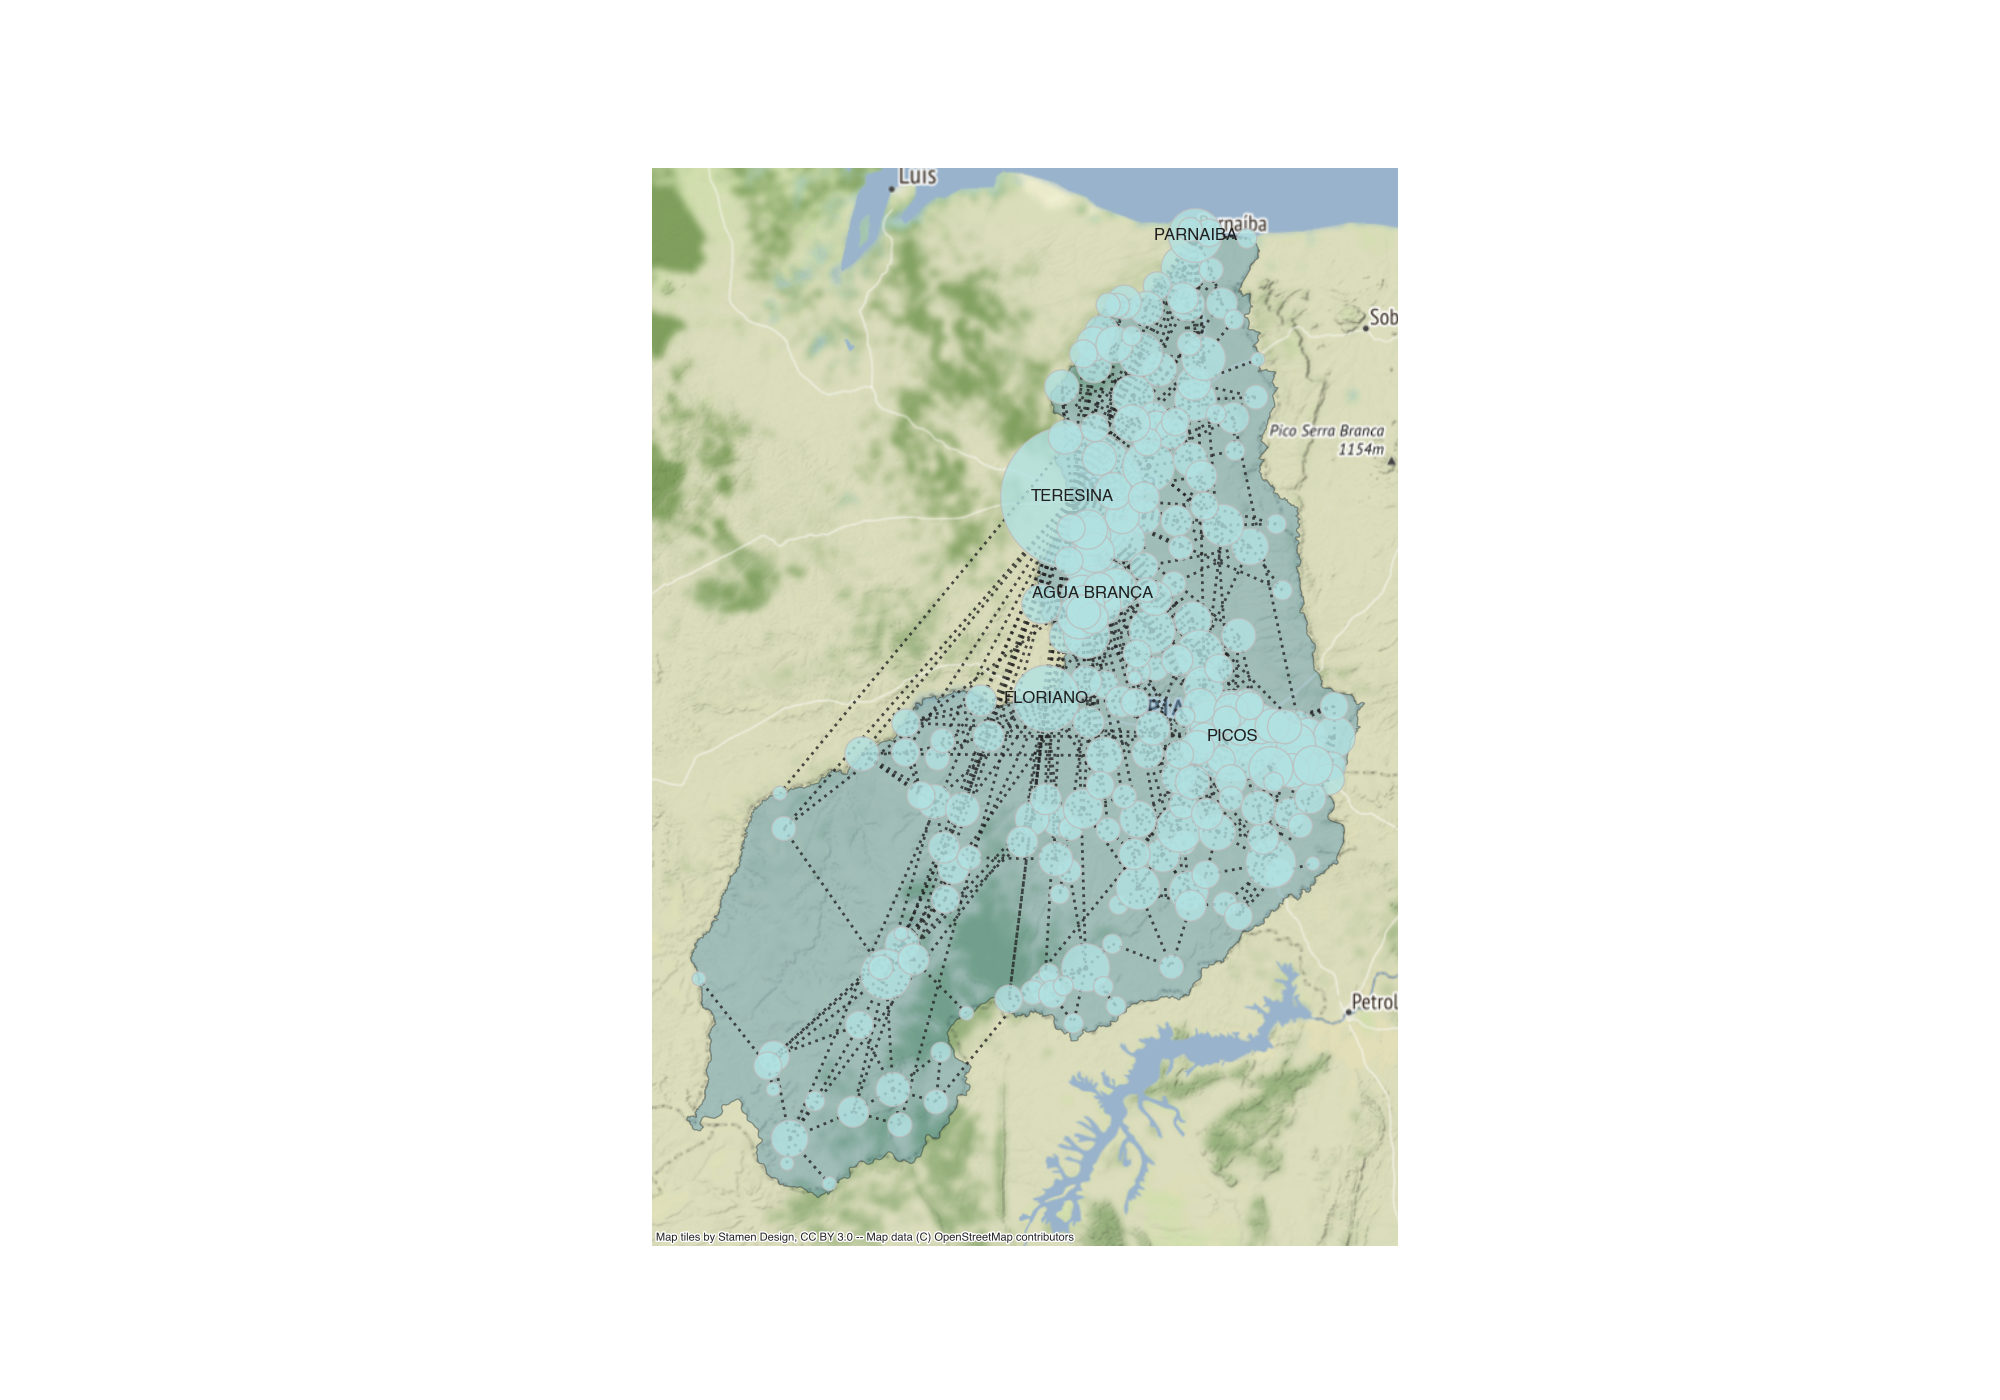 Luís
Parnaíba
PARNAIBA
Sob
Pico Serra Branca
1154m
TERESINA
AGUA BRANCA
FLORIANO
PICOS
Petrol
Map tiles by Stamen Design, CC BY 3.0 -- Map data (C) OpenStreetMap contributors